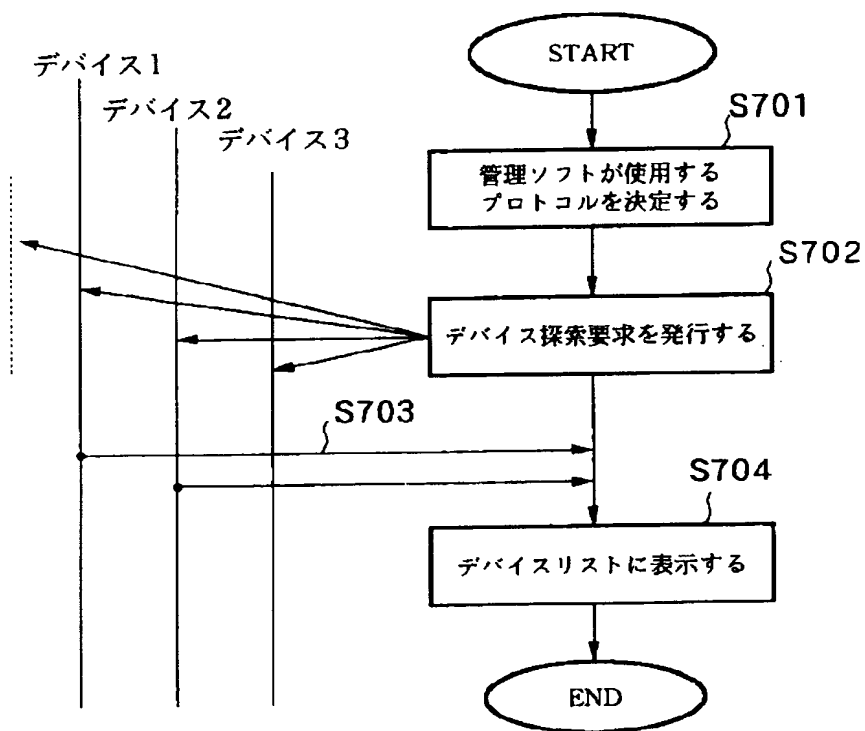 START
デバイス1
デバイス2
デバイス3
S701
管理ソフトが使用する
プロトコルを決定する
S702
デバイス探索要求を発行する
S703
S704
デバイスリストに表示する
END